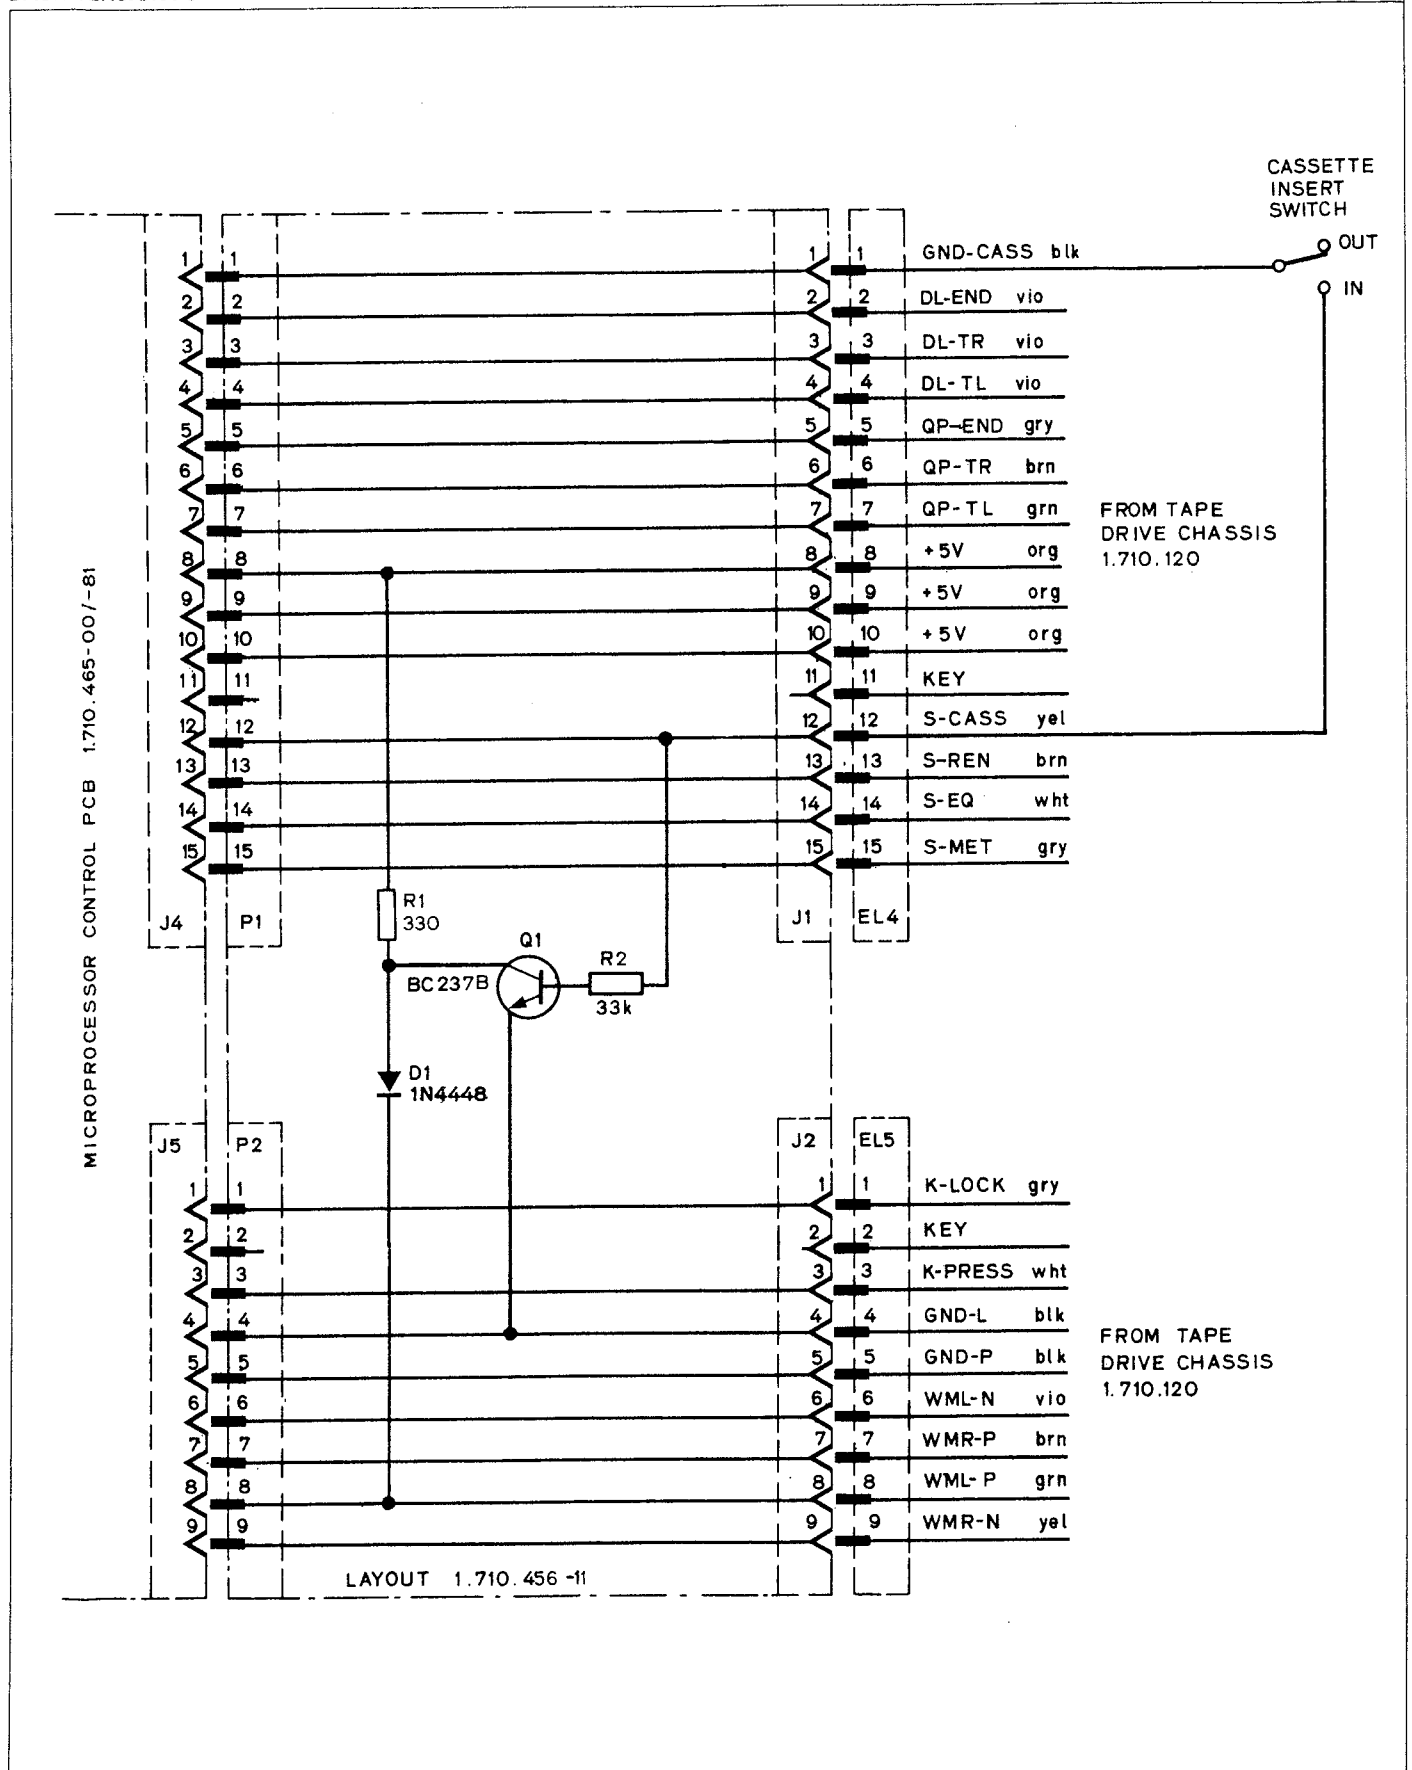 CASSETTE
INSERT
SWITCH
OUT
IN
1 1 1 1 GND-CASS blk
2 2 2 2 DL-END vio
3 3 3 3 DL-TR vio
4 4 4 4 DL-TL vio
5 5 5 5 QP-END gry
6 6 6 6 QP-TR brn
7 7 7 7 QP-TL grn
8 8 8 8 +5V org
9 9 9 9 +5V org
10 10 10 10 +5V org
11 11 11 11 KEY
12 12 12 12 S-CASS yel
13 13 13 13 S-REN brn
14 14 14 14 S-EQ wht
15 15 15 15 S-MET gry
FROM TAPE
DRIVE CHASSIS
1.710.120
J4 P1 J1 EL4
R1
330
Q1
BC237B
R2
33k
D1
1N4448
MICROPROCESSOR CONTROL PCB 1.710.465-00/-81
J5 P2 J2 EL5
1 1 1 1 K-LOCK gry
2 2 2 2 KEY
3 3 3 3 K-PRESS wht
4 4 4 4 GND-L blk
5 5 5 5 GND-P blk
6 6 6 6 WML-N vio
7 7 7 7 WMR-P brn
8 8 8 8 WML-P grn
9 9 9 9 WMR-N yel
FROM TAPE
DRIVE CHASSIS
1.710.120
LAYOUT 1.710.456-11